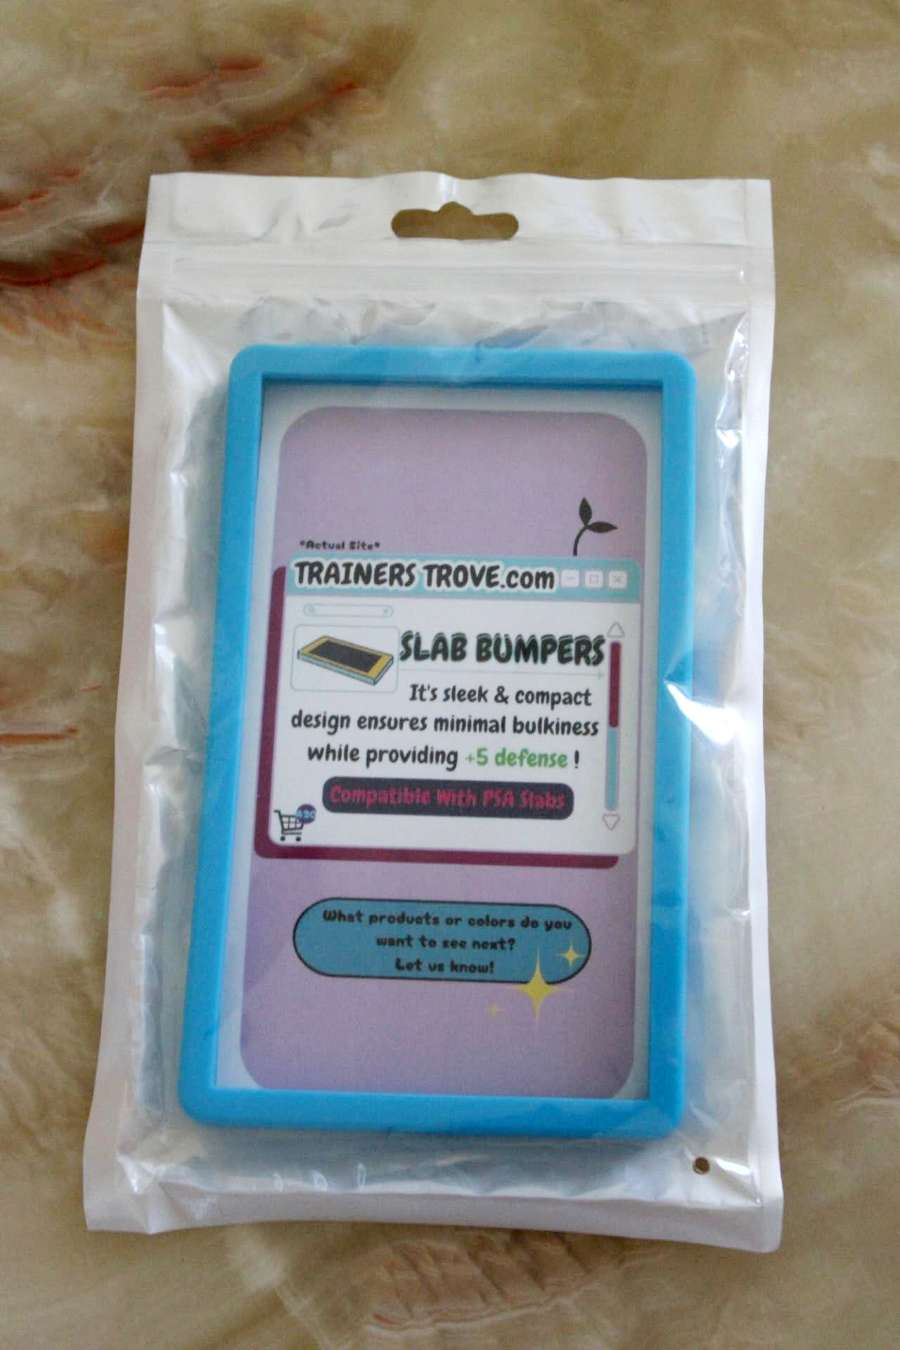 *Actual Site*
TRAINERS TROVE.com
SLAB BUMPERS
It's sleek & compact
design ensures minimal bulkiness
while providing +5 defense !
Compatible With PSA Slabs
What products or colors do you
want to see next?
Let us know!